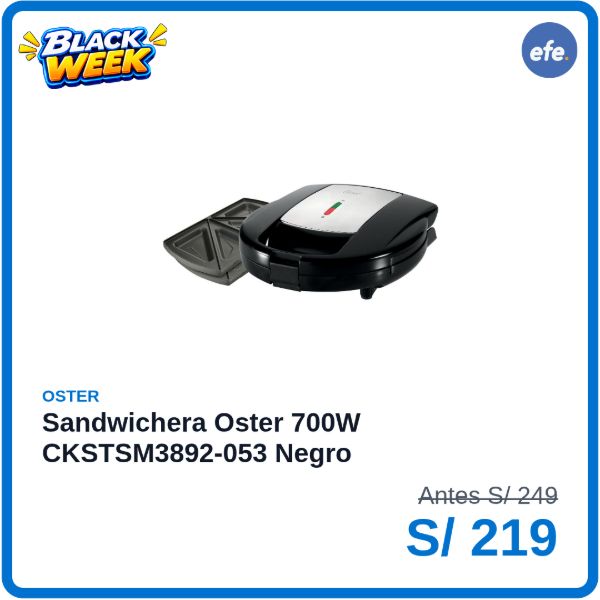 BLACK
WEEK
efe.
OSTER
Sandwichera Oster 700W
CKSTSM3892-053 Negro
Antes S/ 249
S/ 219